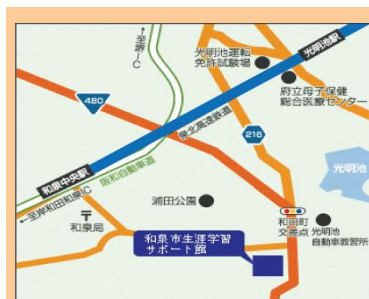 ←至堺IC
光明池運転
免許試験場
光明池駅
府立母子保健
総合医療センター
480
泉北高速鉄道
216
和泉中央駅
阪和自動車道
光明池
←至岸和田和泉IC
浦田公園
〒
和泉局
和田町
交差点
光明池
自動車教習所
和泉市生涯学習
サポート館